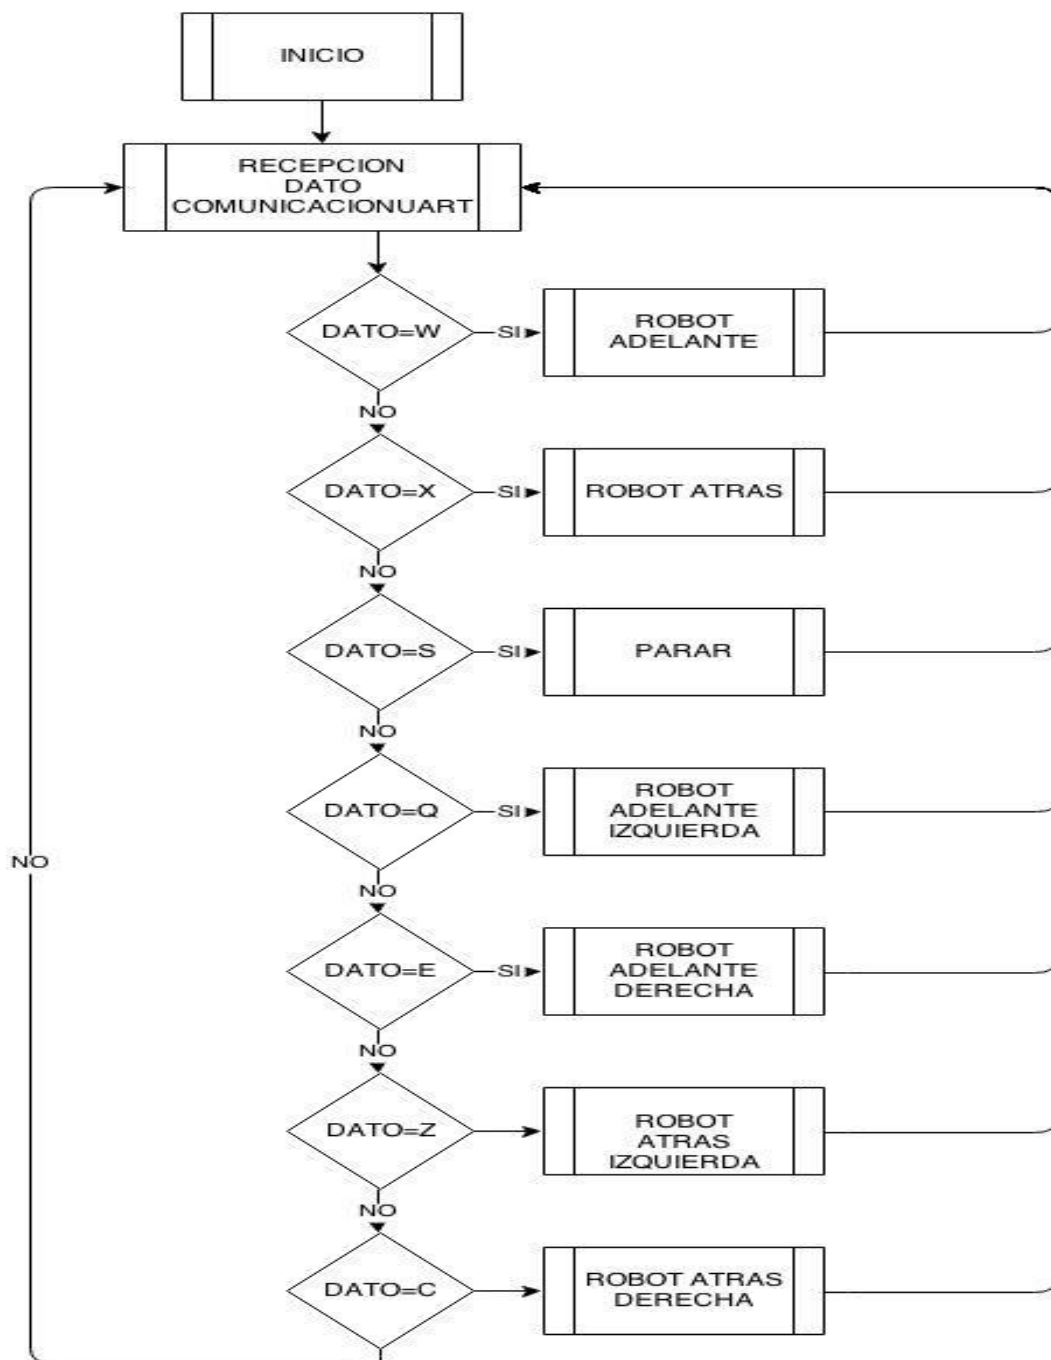 INICIO
RECEPCION
DATO
COMUNICACIONUART
DATO=W
SI
ROBOT
ADELANTE
NO
DATO=X
SI
ROBOT ATRAS
NO
DATO=S
SI
PARAR
NO
DATO=Q
SI
ROBOT
ADELANTE
IZQUIERDA
NO
NO
DATO=E
SI
ROBOT
ADELANTE
DERECHA
NO
DATO=Z
ROBOT
ATRAS
IZQUIERDA
NO
DATO=C
ROBOT ATRAS
DERECHA